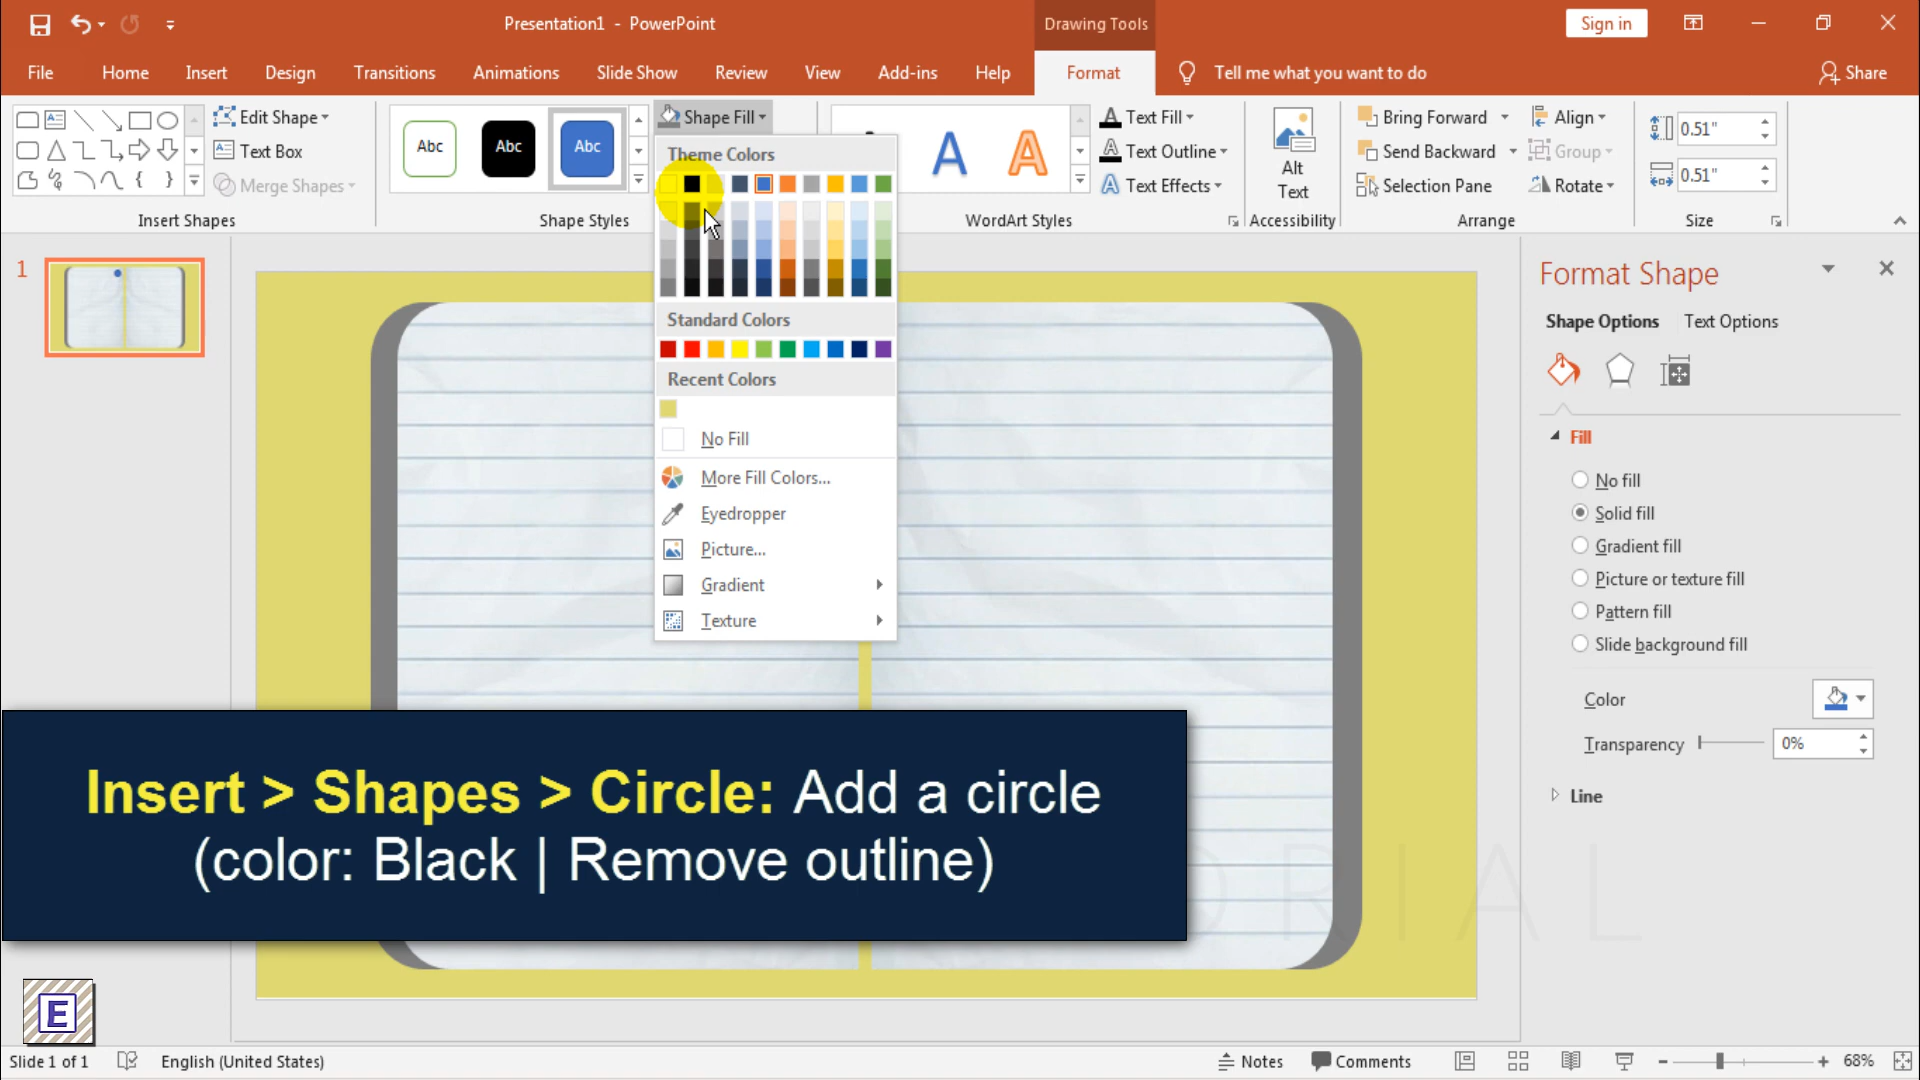 Presentation1 - PowerPoint
Drawing Tools
Sign in
File
Home
Insert
Design
Transitions
Animations
Slide Show
Review
View
Add-ins
Help
Format
Tell me what you want to do
Share
Edit Shape
Text Box
Merge Shapes
Insert Shapes
Abc
Abc
Abc
Shape Styles
Shape Fill
Theme Colors
Standard Colors
Recent Colors
No Fill
More Fill Colors...
Eyedropper
Picture...
Gradient
Texture
A
A
Text Fill
Text Outline
Text Effects
WordArt Styles
Alt
Text
Accessibility
Bring Forward
Send Backward
Selection Pane
Align
Group
Rotate
Arrange
0.51"
0.51"
Size
1
Format Shape
Shape Options
Text Options
Fill
No fill
Solid fill
Gradient fill
Picture or texture fill
Pattern fill
Slide background fill
Color
Transparency
0%
Line
Insert > Shapes > Circle: Add a circle
(color: Black | Remove outline)
ORIAL
E
Slide 1 of 1
English (United States)
Notes
Comments
68%